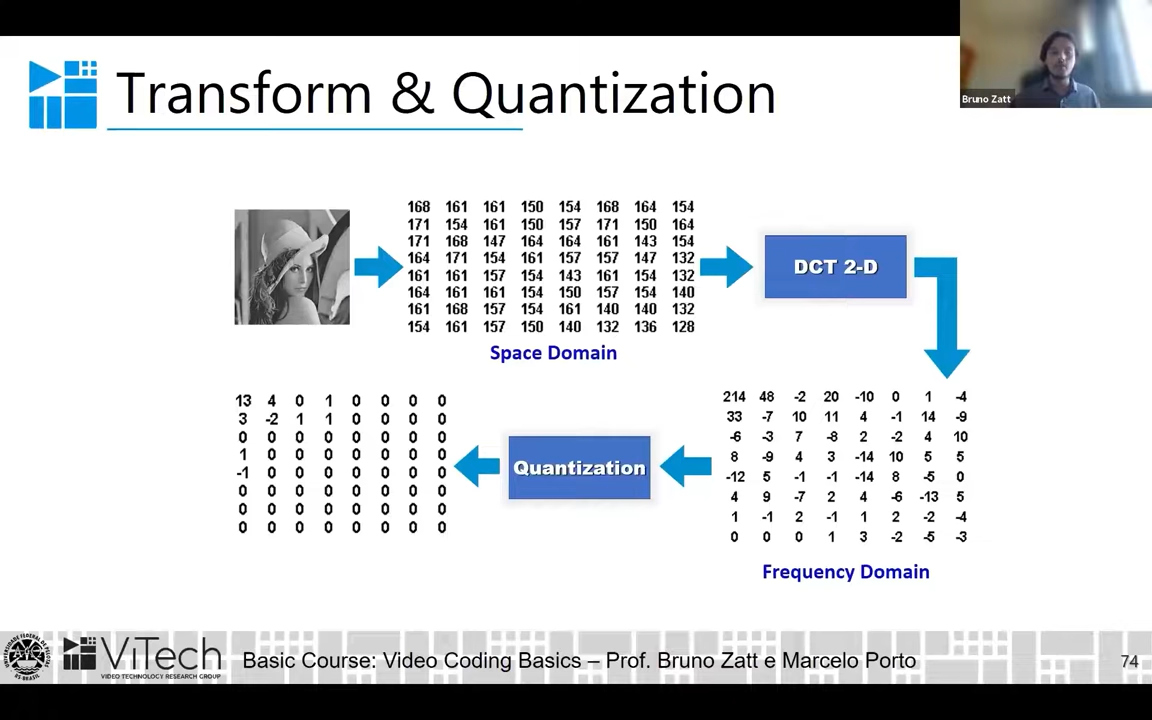 Transform & Quantization
Bruno Zatt
168 161 161 150 154 168 164 154
171 154 161 150 157 171 150 164
171 168 147 164 164 161 143 154
164 171 154 161 157 157 147 132
161 161 157 154 143 161 154 132
164 161 161 154 150 157 154 140
161 168 157 154 161 140 140 132
154 161 157 150 140 132 136 128
Space Domain
DCT 2-D
214 48 -2 20 -10 0 1 -4
33 -7 10 11 4 -1 14 -9
-6 -3 7 -8 2 -2 4 10
8 -9 4 3 -14 10 5 5
-12 5 -1 -1 -14 8 -5 0
4 9 -7 2 4 -6 -13 5
1 -1 2 -1 1 2 -2 -4
0 0 0 1 3 -2 -5 -3
Frequency Domain
Quantization
13 4 0 1 0 0 0 0
3 -2 1 1 0 0 0 0
0 0 0 0 0 0 0 0
1 0 0 0 0 0 0 0
-1 0 0 0 0 0 0 0
0 0 0 0 0 0 0 0
0 0 0 0 0 0 0 0
0 0 0 0 0 0 0 0
ViTech
VIDEO TECHNOLOGY RESEARCH GROUP
Basic Course: Video Coding Basics – Prof. Bruno Zatt e Marcelo Porto
74